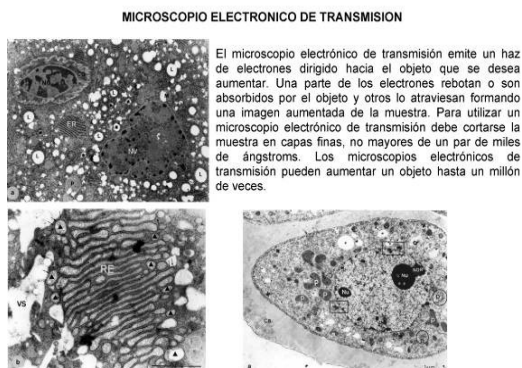 MICROSCOPIO ELECTRONICO DE TRANSMISION
El microscopio electrónico de transmisión emite un haz
de electrones dirigido hacia el objeto que se desea
aumentar. Una parte de los electrones rebotan o son
absorbidos por el objeto y otros lo atraviesan formando
una imagen aumentada de la muestra. Para utilizar un
microscopio electrónico de transmisión debe cortarse la
muestra en capas finas, no mayores de un par de miles
de ángstroms. Los microscopios electrónicos de
transmisión pueden aumentar un objeto hasta un millón
de veces.
ER
NV
L
L
L
L
RE
VS
b
Nu
Nu
P
a